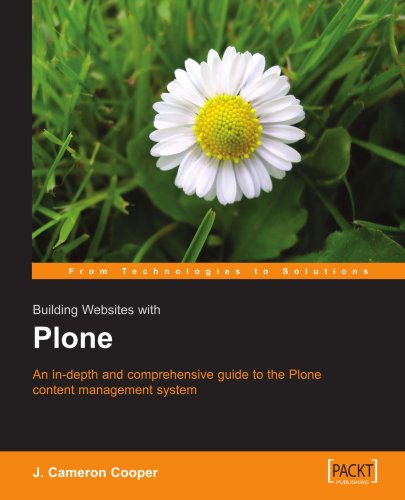 From Technologies to Solutions
Building Websites with
Plone
An in-depth and comprehensive guide to the Plone
content management system
J. Cameron Cooper
[PACKT]
PUBLISHING